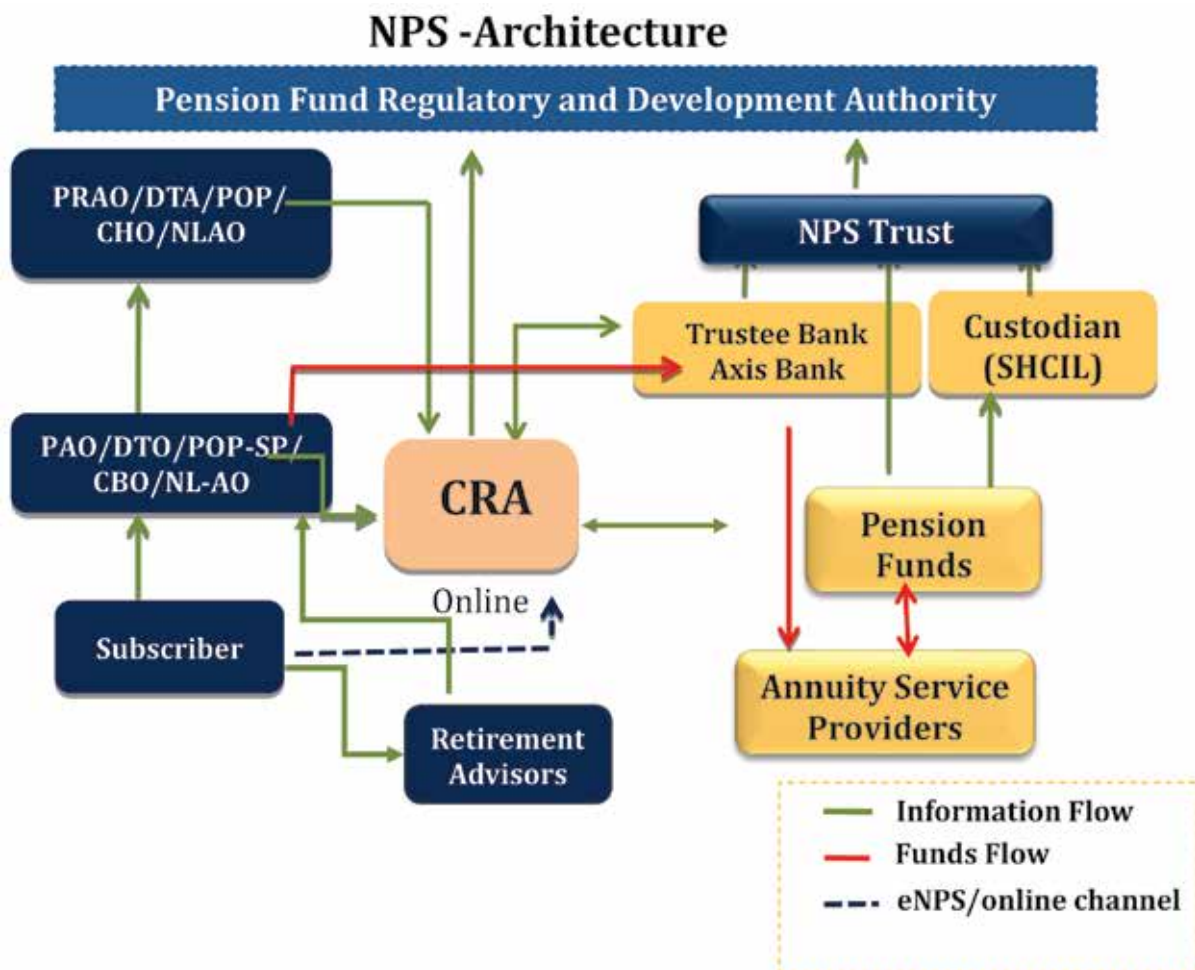 NPS -Architecture
Pension Fund Regulatory and Development Authority
PRAO/DTA/POP/
CHO/NLAO
NPS Trust
Trustee Bank
Axis Bank
Custodian
(SHCIL)
PAO/DTO/POP-SP/
CBO/NL-AO
CRA
Pension
Funds
Online
Subscriber
Annuity Service
Providers
Retirement
Advisors
Information Flow
Funds Flow
eNPS/online channel